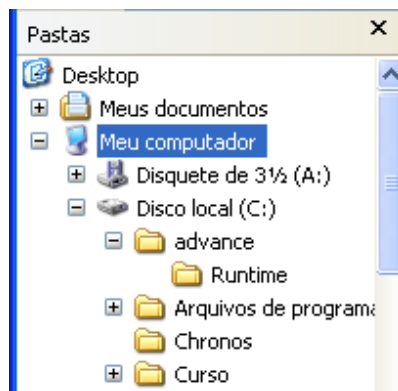 Pastas
Desktop
Meus documentos
Meu computador
Disquete de 3½ (A:)
Disco local (C:)
advance
Runtime
Arquivos de programa
Chronos
Curso